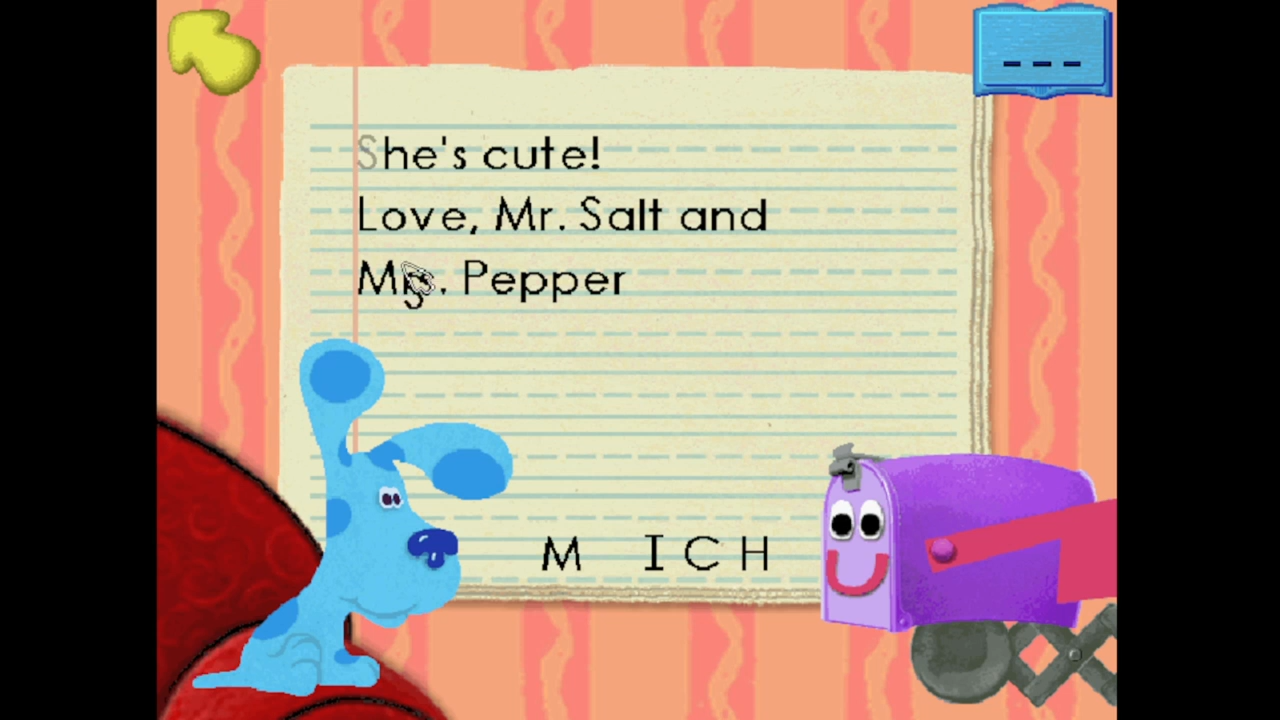 She's cute!
Love, Mr. Salt and
Mrs. Pepper
M ICH